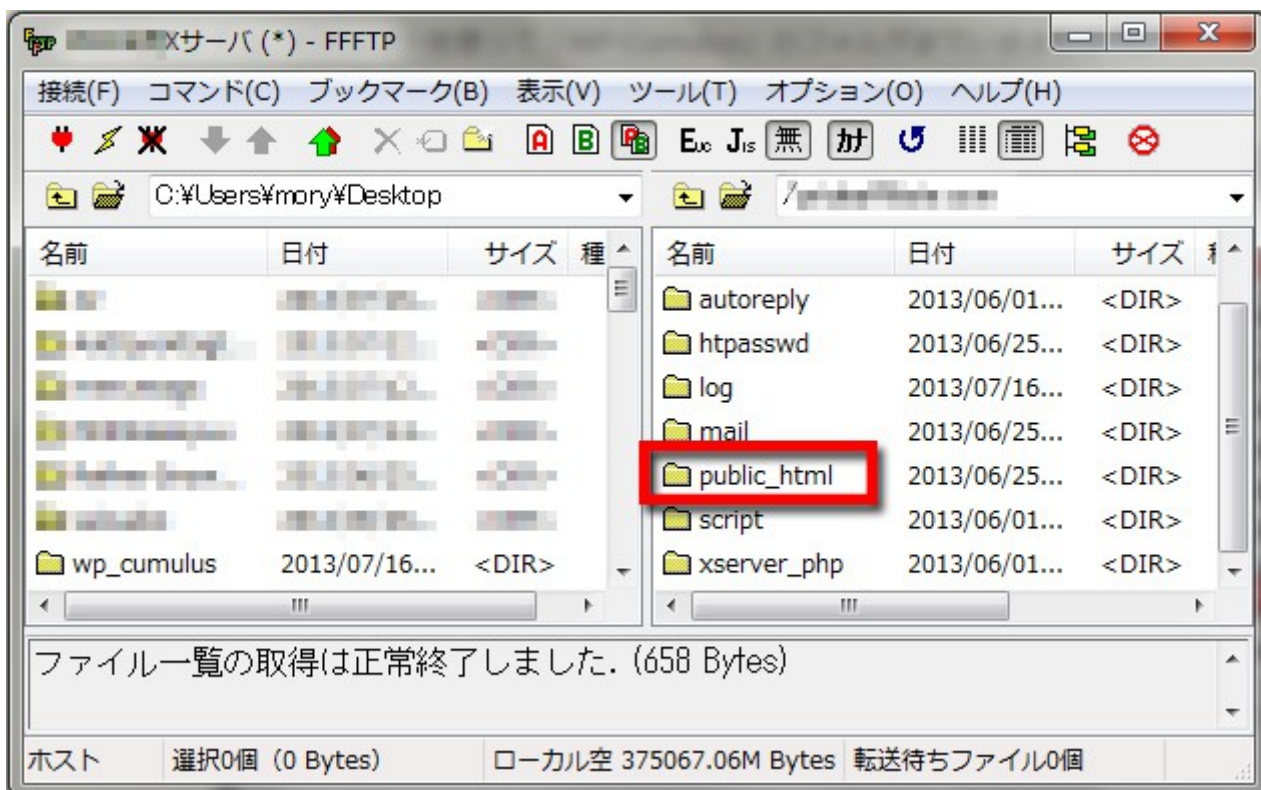 Xサーバ (*) - FFFTP
接続(F) コマンド(C) ブックマーク(B) 表示(V) ツール(T) オプション(O) ヘルプ(H)
A B Euc Jis 無 カナ
C:¥Users¥mory¥Desktop /
名前 日付 サイズ 種 名前 日付 サイズ
autoreply 2013/06/01... <DIR>
htpasswd 2013/06/25... <DIR>
log 2013/07/16... <DIR>
mail 2013/06/25... <DIR>
public_html 2013/06/25... <DIR>
script 2013/06/01... <DIR>
wp_cumulus 2013/07/16... <DIR> xserver_php 2013/06/01... <DIR>
ファイル一覧の取得は正常終了しました. (658 Bytes)
ホスト 選択0個 (0 Bytes) ローカル空 375067.06M Bytes 転送待ちファイル0個